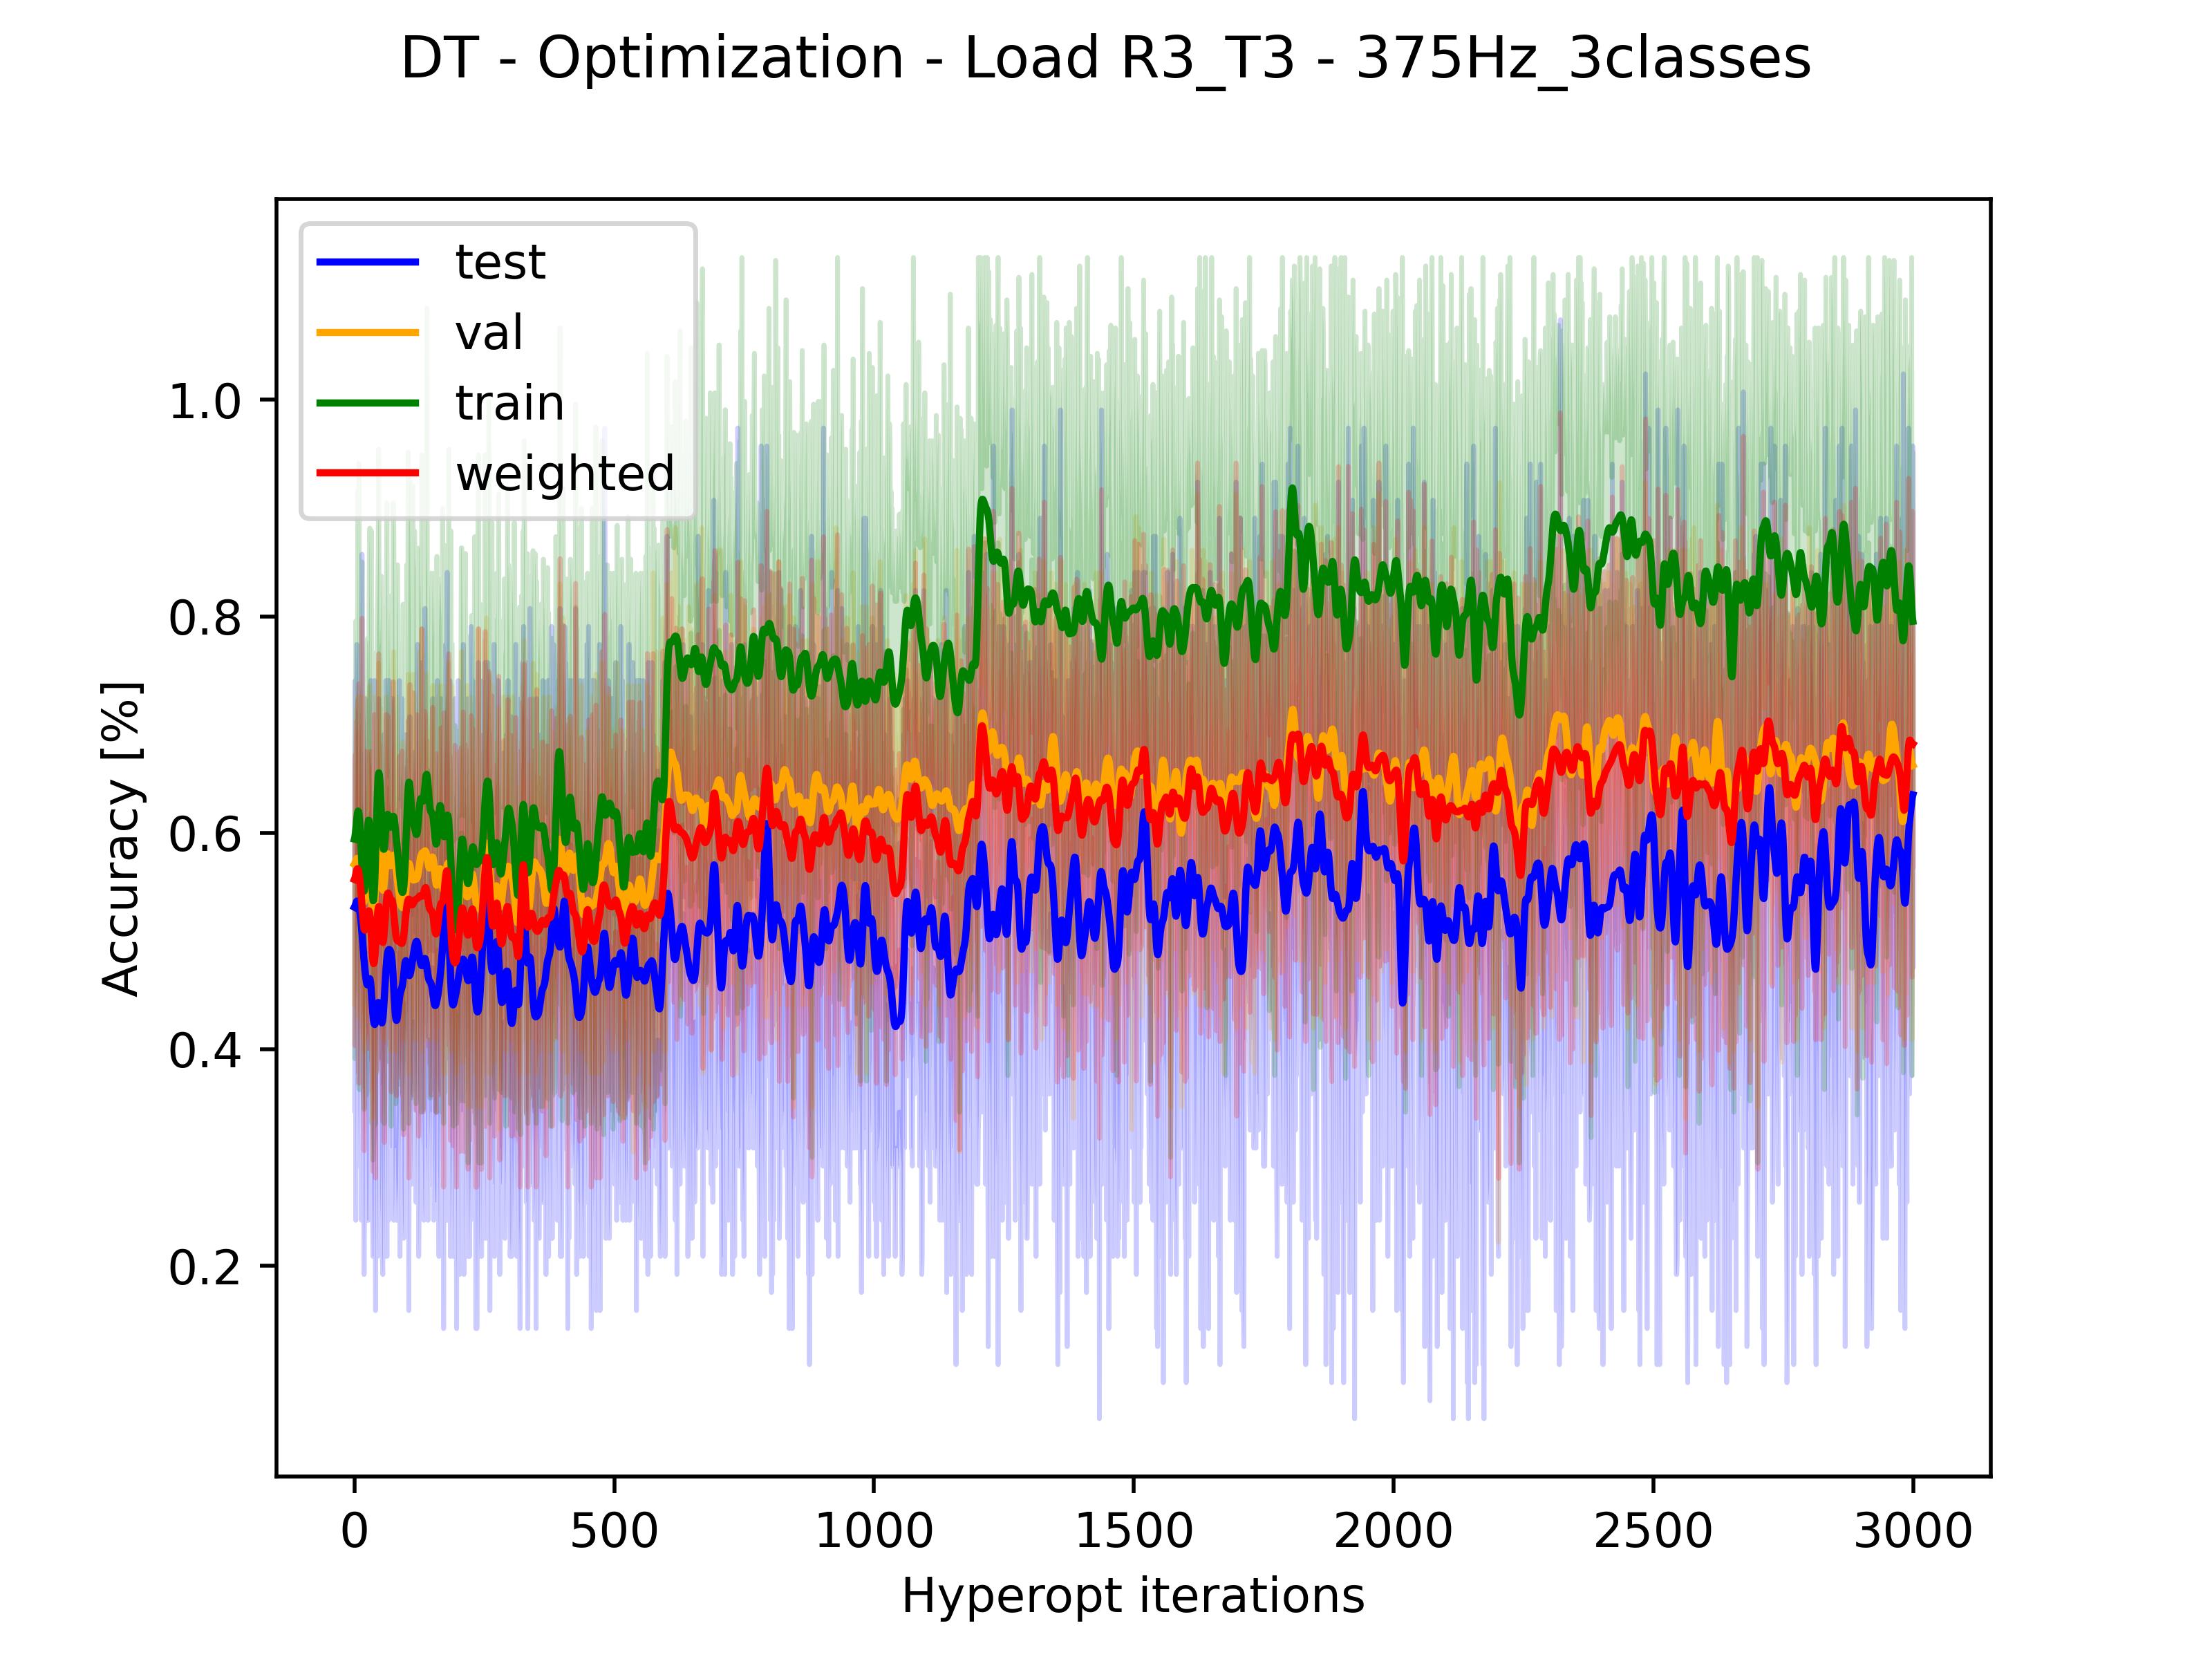 DT - Optimization - Load R3_T3 - 375Hz_3classes
test
val
train
weighted
Accuracy [%]
1.0
0.8
0.6
0.4
0.2
0 500 1000 1500 2000 2500 3000
Hyperopt iterations